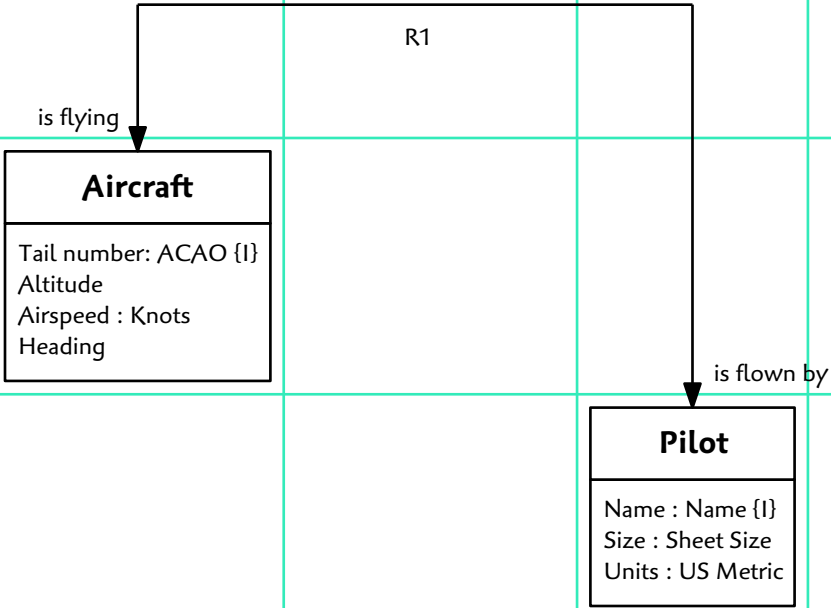 R1
is flying
Aircraft
Tail number: ACAO {I}
Altitude
Airspeed : Knots
Heading
is flown by
Pilot
Name : Name {I}
Size : Sheet Size
Units : US Metric